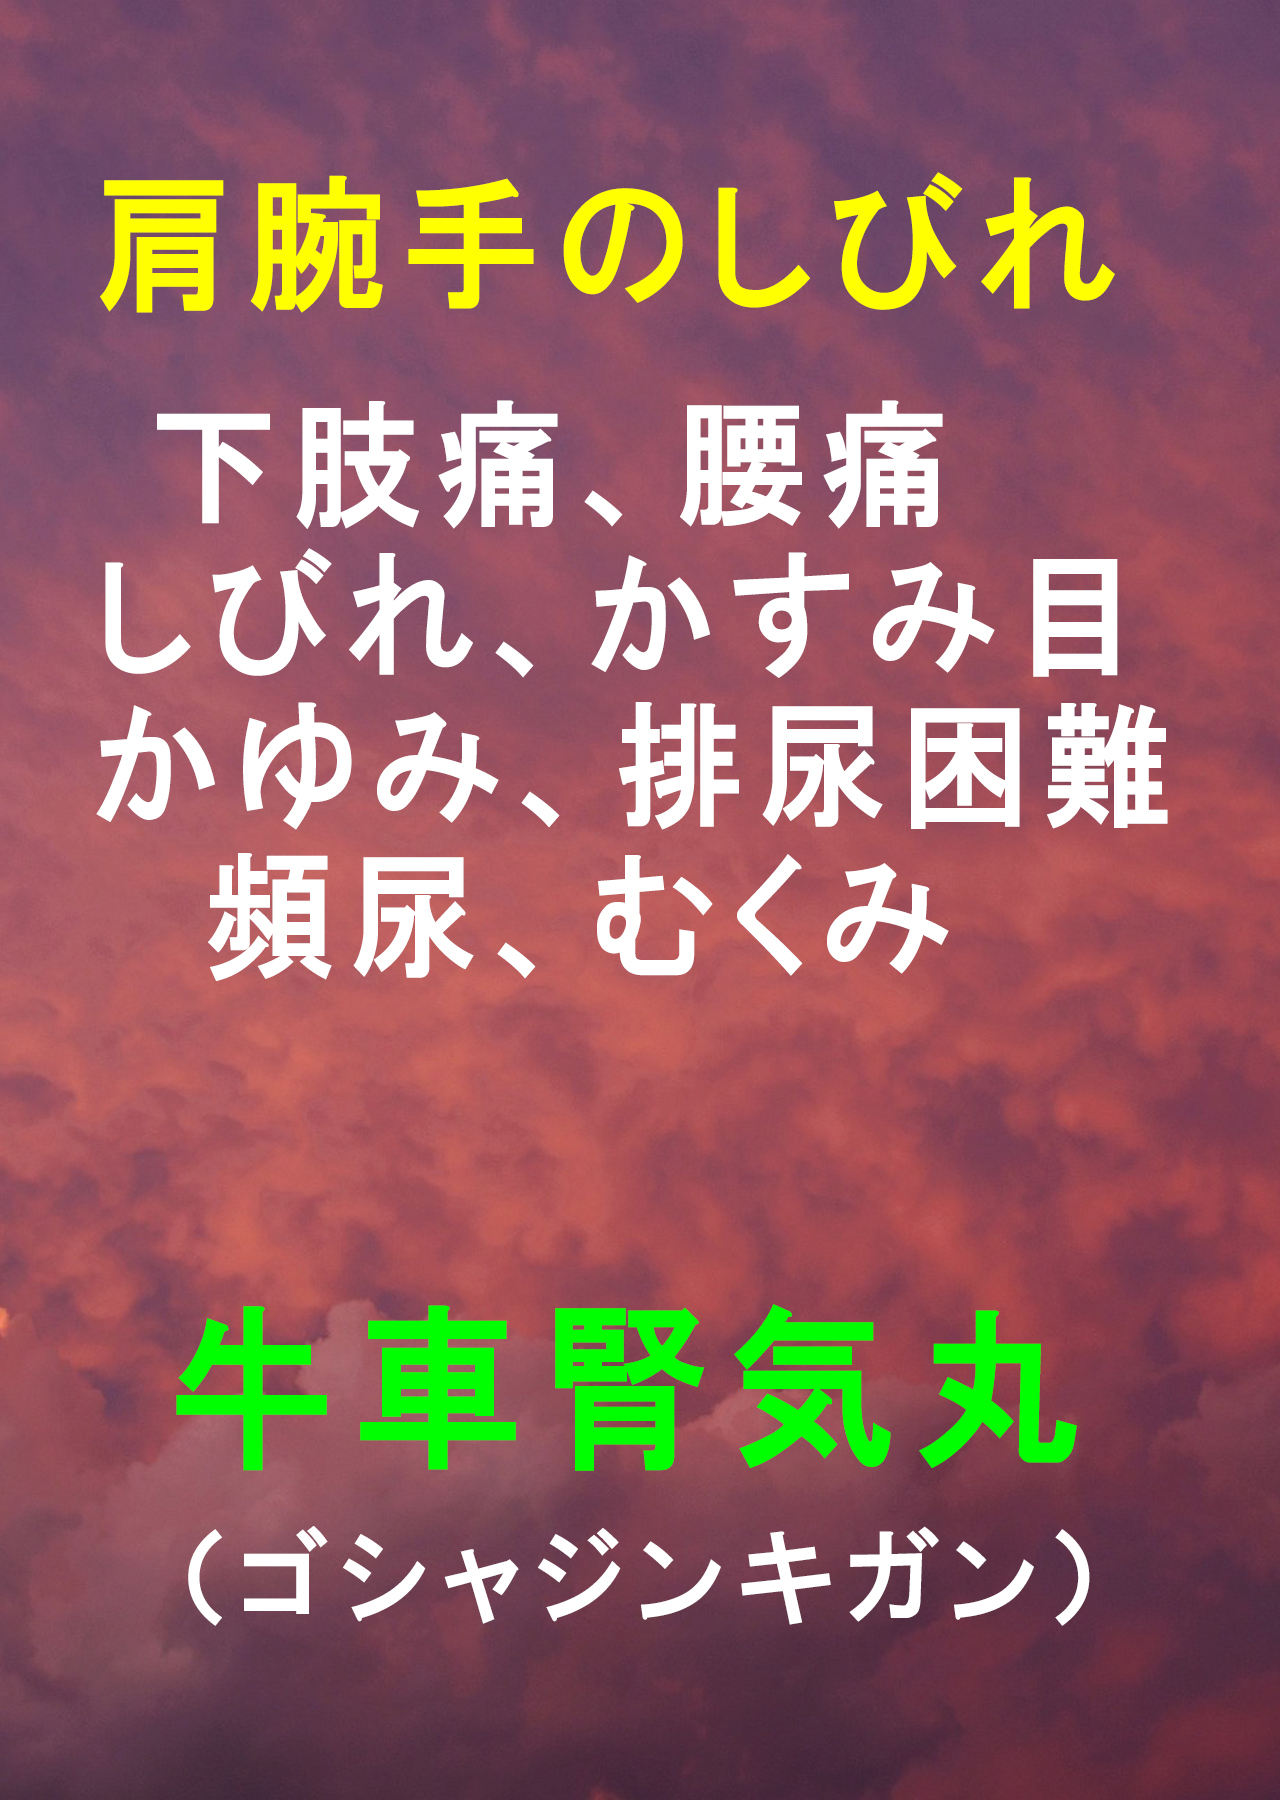 肩腕手のしびれ
下肢痛、腰痛
しびれ、かすみ目
かゆみ、排尿困難
頻尿、むくみ
牛車腎気丸
（ゴシャジンキガン）